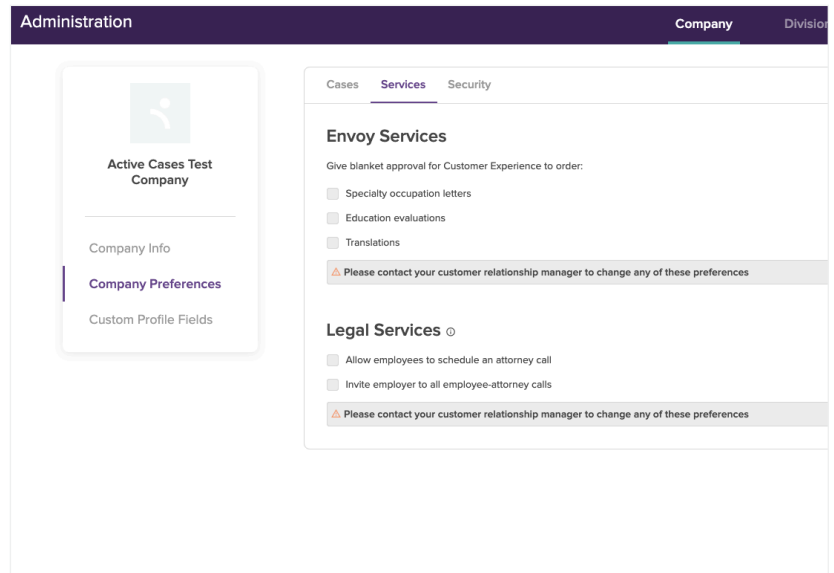 Administration
Company
Division
Active Cases Test
Company
Company Info
Company Preferences
Custom Profile Fields
Cases Services Security
Envoy Services
Give blanket approval for Customer Experience to order:
Specialty occupation letters
Education evaluations
Translations
Please contact your customer relationship manager to change any of these preferences
Legal Services
Allow employees to schedule an attorney call
Invite employer to all employee-attorney calls
Please contact your customer relationship manager to change any of these preferences